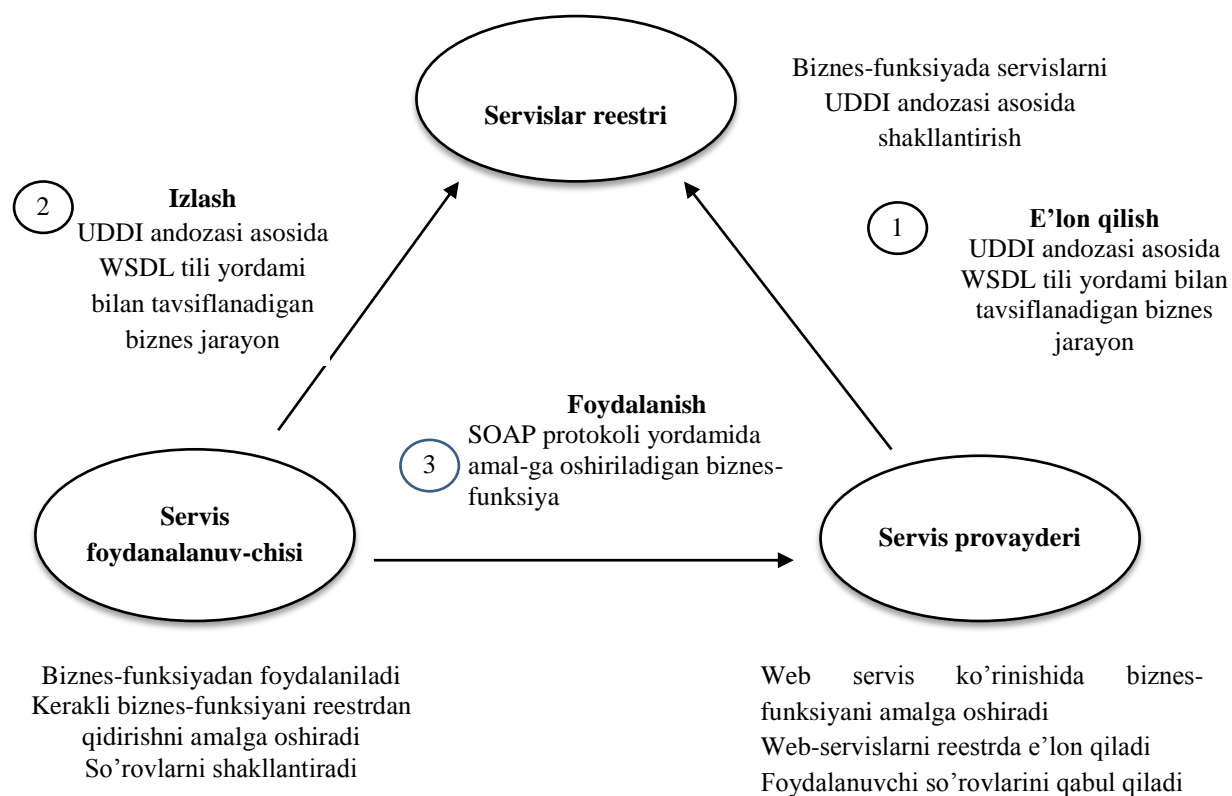 Biznes-funksiyada servislarni
UDDI andozasi asosida
shakllantirish
Servislar reestri
2
Izlash
UDDI andozasi asosida
WSDL tili yordami
bilan tavsiflanadigan
biznes jarayon
1
E’lon qilish
UDDI andozasi asosida
WSDL tili yordami bilan
tavsiflanadigan biznes
jarayon
Foydalanish
SOAP protokoli yordamida
amal-ga oshiriladigan biznes-
funksiya
3
Servis
foydanalanuv-chisi
Servis provayderi
Biznes-funksiyadan foydalaniladi
Kerakli biznes-funksiyani reestrdan
qidirishni amalga oshiradi
So’rovlarni shakllantiradi
Web servis ko’rinishida biznes-
funksiyani amalga oshiradi
Web-servislarni reestrda e’lon qiladi
Foydalanuvchi so’rovlarini qabul qiladi